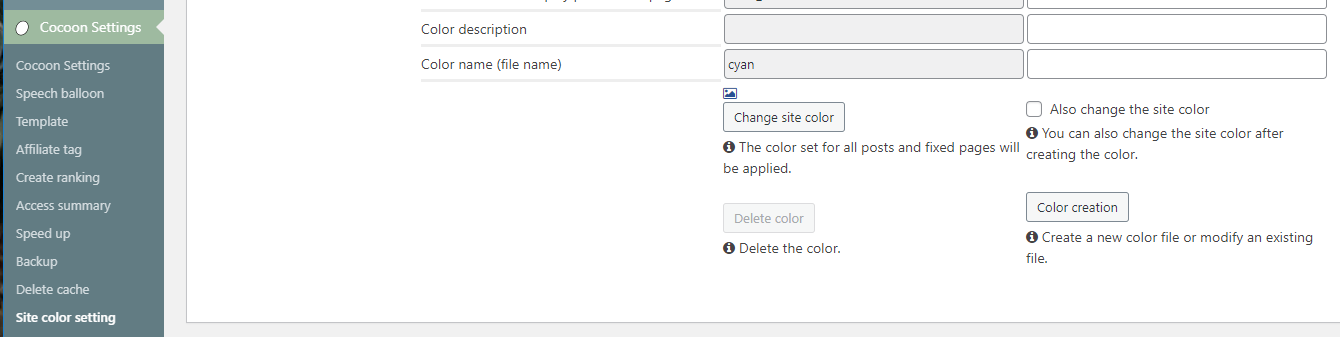 Cocoon Settings
Cocoon Settings
Speech balloon
Template
Affiliate tag
Create ranking
Access summary
Speed up
Backup
Delete cache
Site color setting
Color description
Color name (file name)
cyan
Change site color
The color set for all posts and fixed pages will
be applied.
Delete color
Delete the color.
Also change the site color
You can also change the site color after
creating the color.
Color creation
Create a new color file or modify an existing
file.